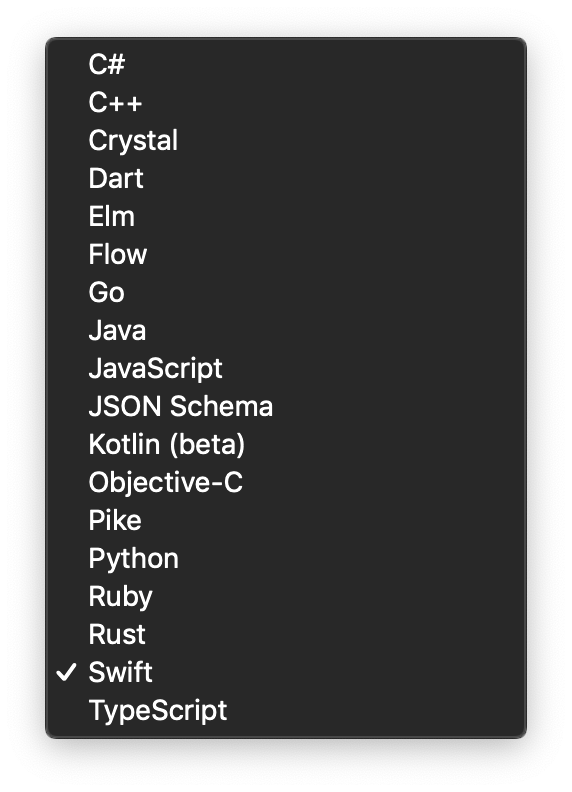 C#
C++
Crystal
Dart
Elm
Flow
Go
Java
JavaScript
JSON Schema
Kotlin (beta)
Objective-C
Pike
Python
Ruby
Rust
✓ Swift
TypeScript